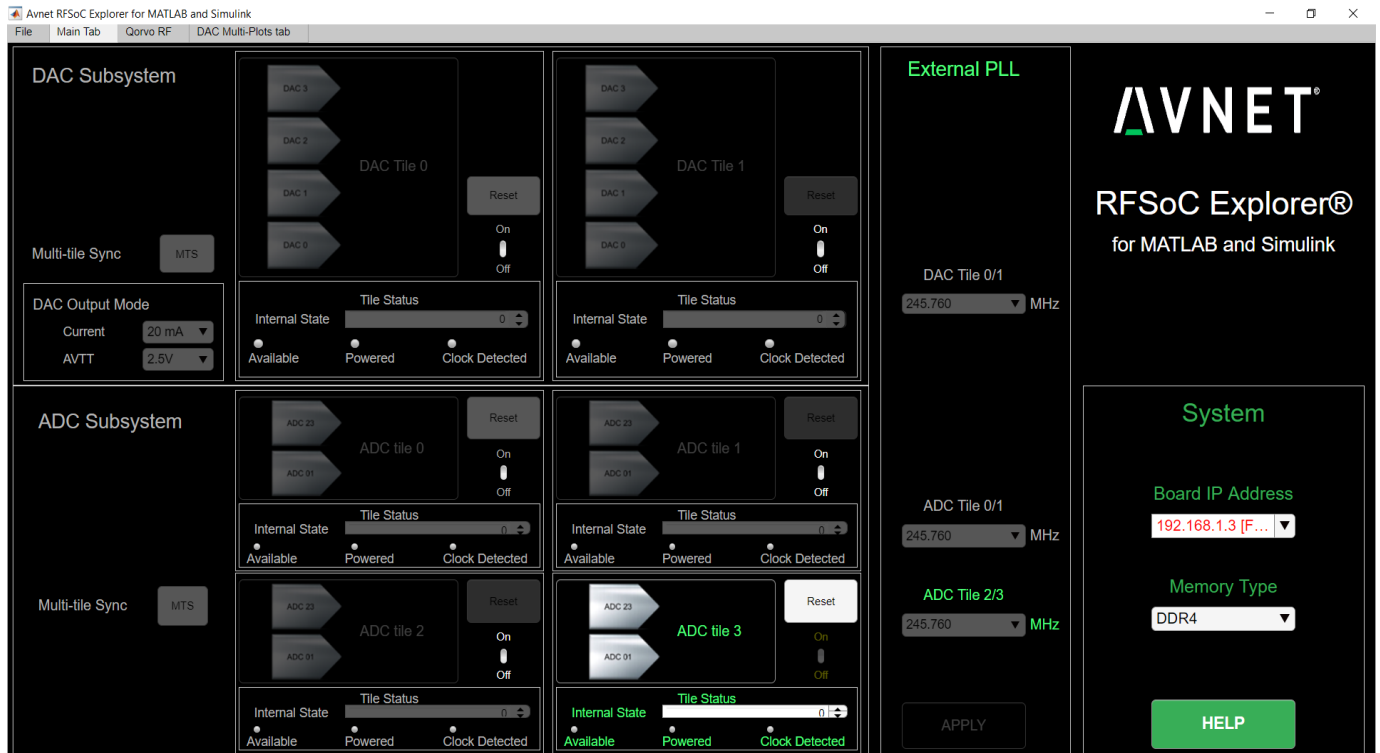 Avnet RFSoC Explorer for MATLAB and Simulink
File Main Tab Qorvo RF DAC Multi-Plots tab
DAC Subsystem
Multi-tile Sync MTS
DAC Output Mode
Current 20 mA
AVTT 2.5V
DAC 3
DAC 2
DAC 1
DAC 0
DAC Tile 0
Reset
On
Off
Tile Status
Internal State 0
Available Powered Clock Detected
DAC 3
DAC 2
DAC 1
DAC 0
DAC Tile 1
Reset
On
Off
Tile Status
Internal State 0
Available Powered Clock Detected
ADC Subsystem
Multi-tile Sync MTS
ADC 23
ADC 01
ADC tile 0
Reset
On
Off
Tile Status
Internal State 0
Available Powered Clock Detected
ADC 23
ADC 01
ADC tile 1
Reset
On
Off
Tile Status
Internal State 0
Available Powered Clock Detected
ADC 23
ADC 01
ADC tile 2
Reset
On
Off
Tile Status
Internal State 0
Available Powered Clock Detected
ADC 23
ADC 01
ADC tile 3
Reset
On
Off
Tile Status
Internal State 0
Available Powered Clock Detected
External PLL
DAC Tile 0/1
245.760 MHz
ADC Tile 0/1
245.760 MHz
ADC Tile 2/3
245.760 MHz
APPLY
AVNET®
RFSoC Explorer®
for MATLAB and Simulink
System
Board IP Address
192.168.1.3 [F...
Memory Type
DDR4
HELP